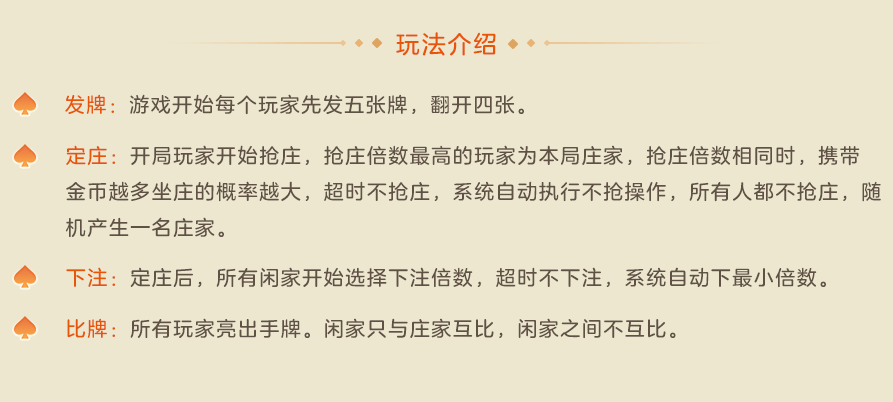 玩法介绍
发牌：游戏开始每个玩家先发五张牌，翻开四张。
定庄：开局玩家开始抢庄，抢庄倍数最高的玩家为本局庄家，抢庄倍数相同时，携带
金币越多坐庄的概率越大，超时不抢庄，系统自动执行不抢操作，所有人都不抢庄，随
机产生一名庄家。
下注：定庄后，所有闲家开始选择下注倍数，超时不下注，系统自动下最小倍数。
比牌：所有玩家亮出手牌。闲家只与庄家互比，闲家之间不互比。